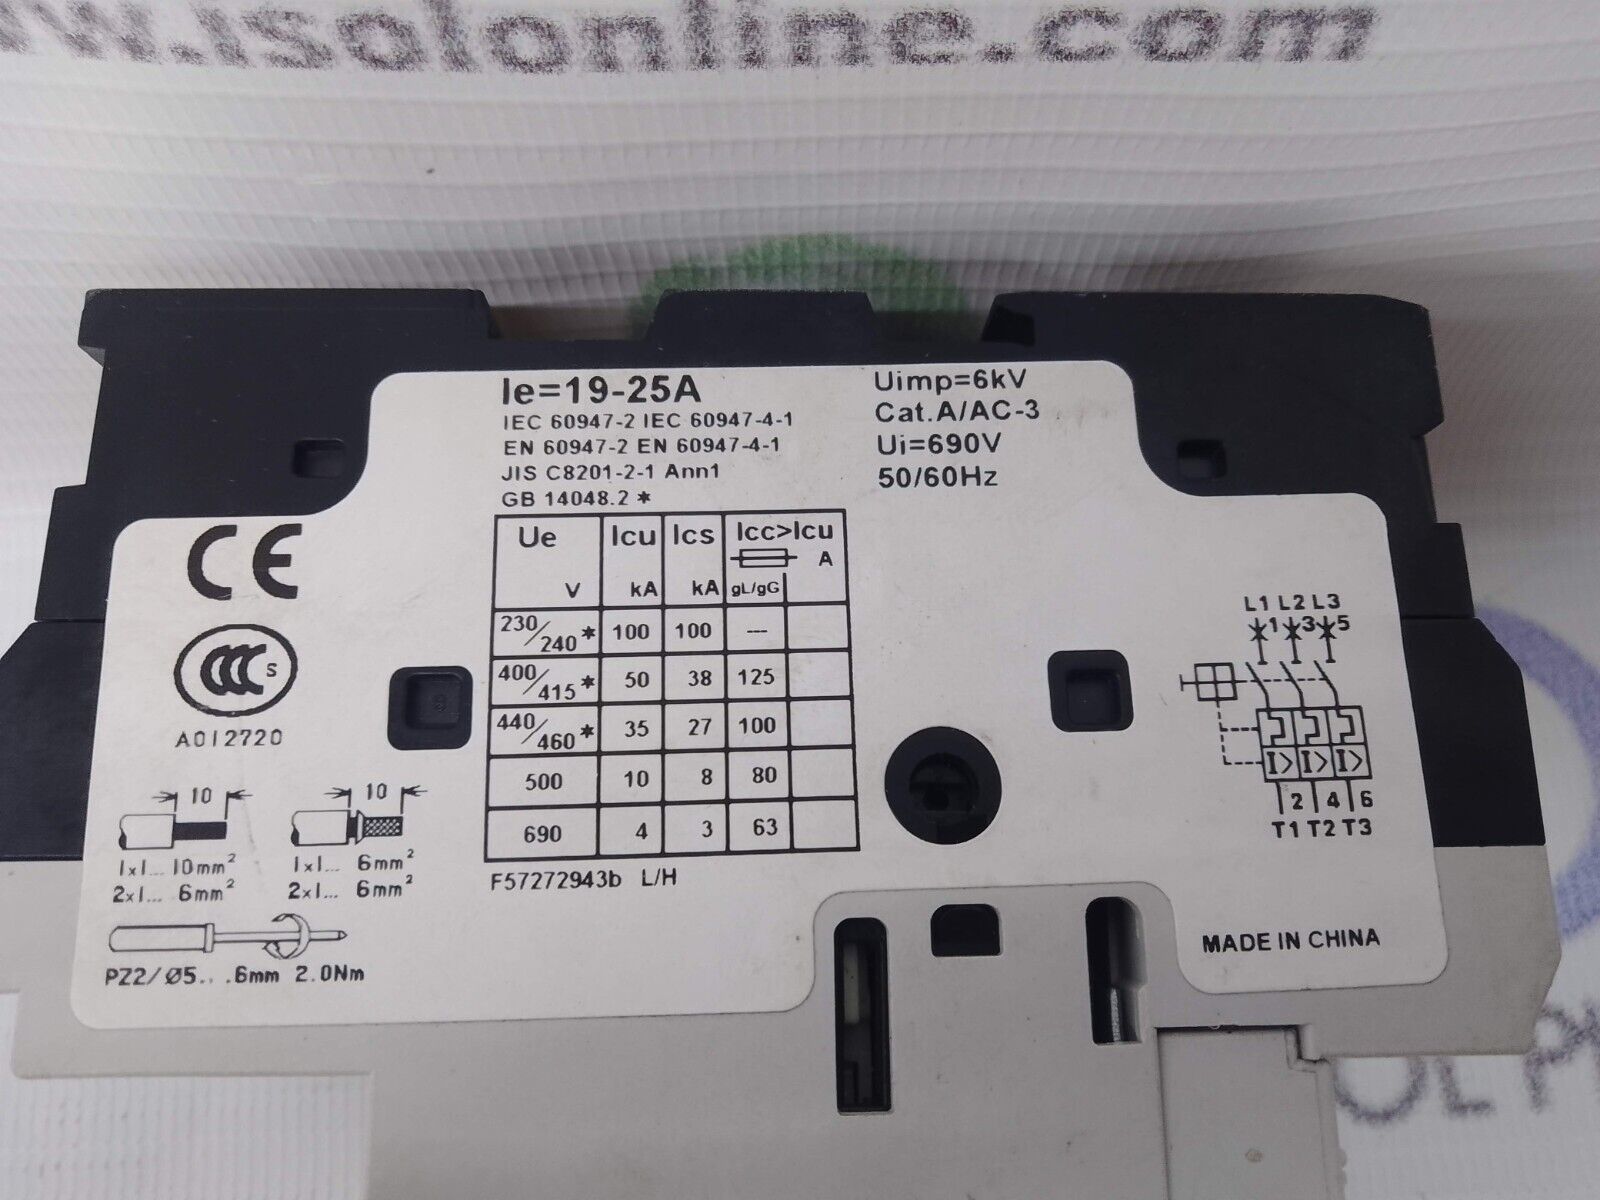 w.isolonline.com
Ie=19-25A
IEC 60947-2 IEC 60947-4-1
EN 60947-2 EN 60947-4-1
JIS C8201-2-1 Ann1
GB 14048.2 *
Uimp=6kV
Cat.A/AC-3
Ui=690V
50/60Hz
CE
CCC S
A012720
Ue Icu Ics Icc>Icu
A
V kA kA gL/gG
230/240* 100 100 ---
400/415* 50 38 125
440/460* 35 27 100
500 10 8 80
690 4 3 63
F57272943b L/H
10 10
1x1... 10mm² 1x1... 6mm²
2x1... 6mm² 2x1... 6mm²
PZ2/Ø5...6mm 2.0Nm
L1 L2 L3
1 3 5
I> I> I>
2 4 6
T1 T2 T3
MADE IN CHINA